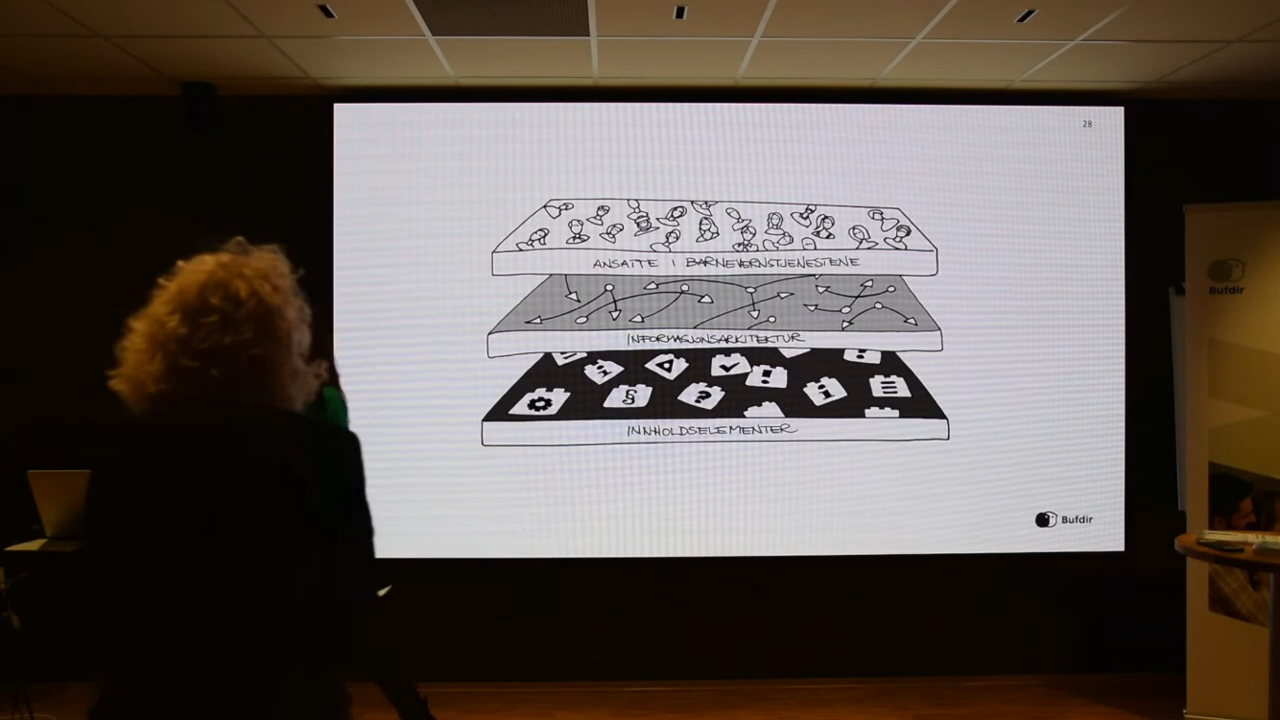 28
ANSATTE I BARNEVERNSTJENESTENE
INFORMASJONSARKITEKTUR
i
✓
!
!
§
?
i
INNHOLDSELEMENTER
Bufdir
Bufdir